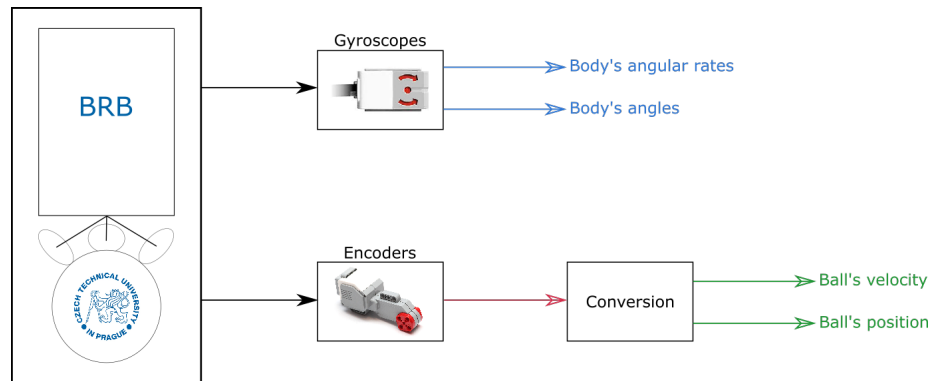 BRB
CZECH TECHNICAL UNIVERSITY
IN PRAGUE
Gyroscopes
Body's angular rates
Body's angles
Encoders
Conversion
Ball's velocity
Ball's position